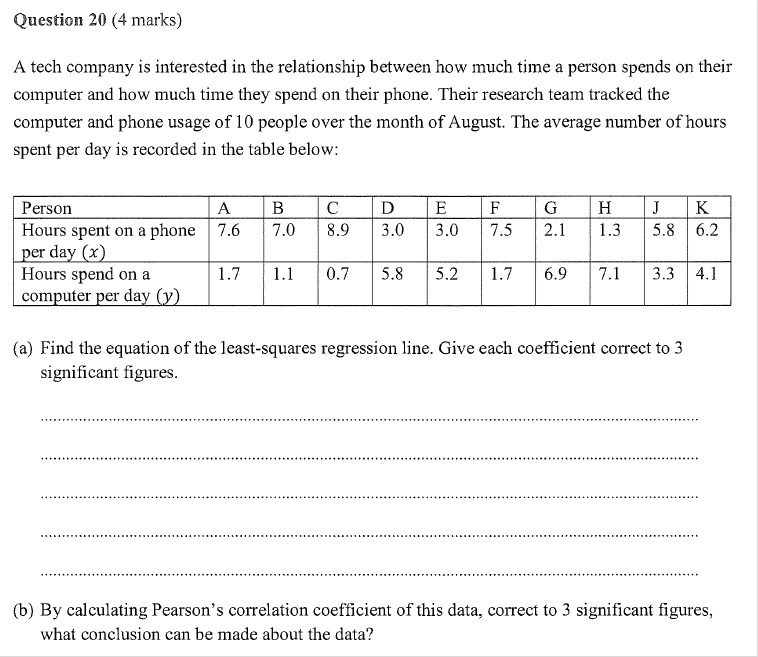 Question 20 (4 marks)
A tech company is interested in the relationship between how much time a person spends on their
computer and how much time they spend on their phone. Their research team tracked the
computer and phone usage of 10 people over the month of August. The average number of hours
spent per day is recorded in the table below:
Person A B C D E F G H J K
Hours spent on a phone per day (x) 7.6 7.0 8.9 3.0 3.0 7.5 2.1 1.3 5.8 6.2
Hours spend on a computer per day (y) 1.7 1.1 0.7 5.8 5.2 1.7 6.9 7.1 3.3 4.1
(a) Find the equation of the least-squares regression line. Give each coefficient correct to 3
significant figures.
(b) By calculating Pearson's correlation coefficient of this data, correct to 3 significant figures,
what conclusion can be made about the data?